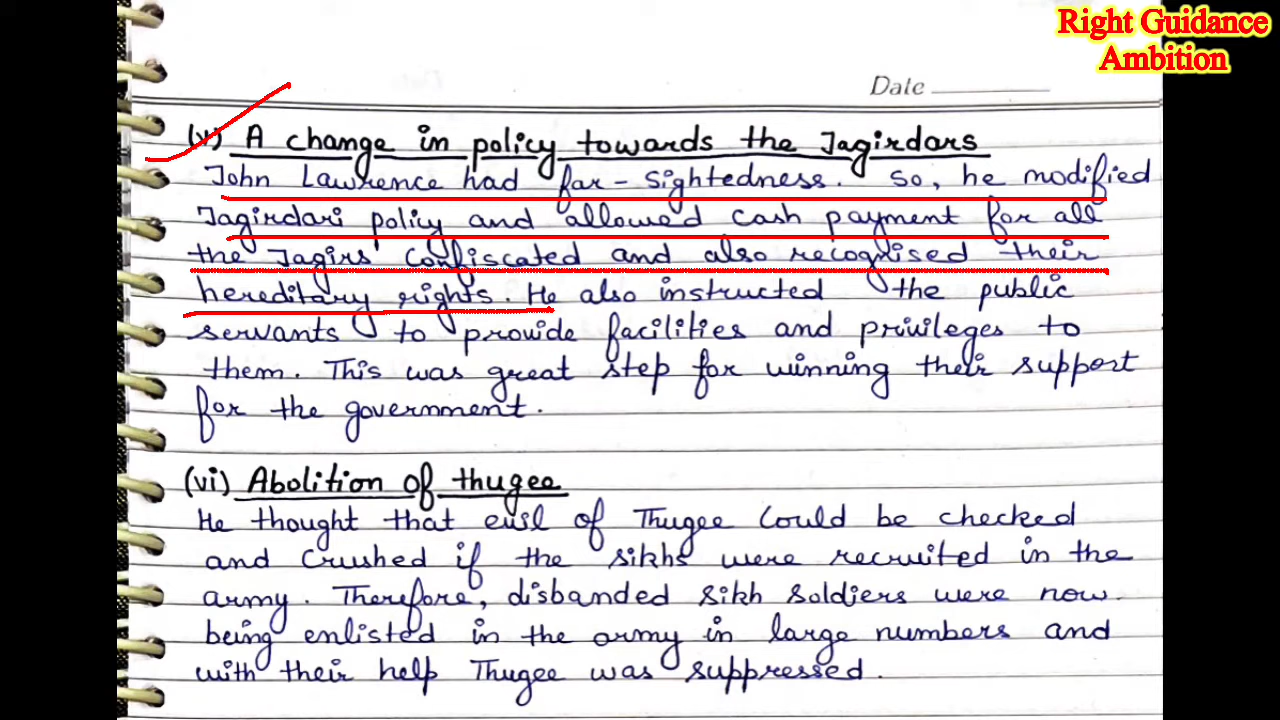 Right Guidance
Ambition
Date
(v) A change in policy towards the Jagirdars
John Lawrence had far-sightedness. So, he modified
Jagirdari policy and allowed cash payment for all
the Jagirs' confiscated and also recognised their
hereditary rights. He also instructed the public
servants to provide facilities and privileges to
them. This was great step for winning their support
for the government.
(vi) Abolition of thugee
He thought that evil of Thugee could be checked
and crushed if the sikhs were recruited in the
army. Therefore, disbanded sikh soldiers were now
being enlisted in the army in large numbers and
with their help Thugee was suppressed.